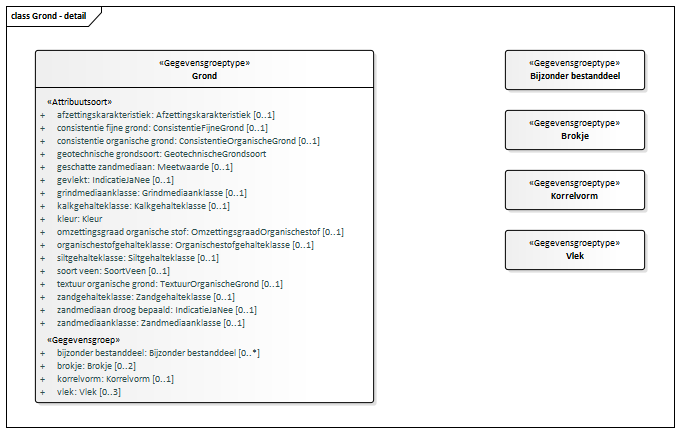 class Grond - detail
«Gegevensgroeptype»
Grond
«Attribuutsoort»
+ afzettingskarakteristiek: Afzettingskarakteristiek [0..1]
+ consistentie fijne grond: ConsistentieFijneGrond [0..1]
+ consistentie organische grond: ConsistentieOrganischeGrond [0..1]
+ geotechnische grondsoort: GeotechnischeGrondsoort
+ geschatte zandmediaan: Meetwaarde [0..1]
+ gevlekt: IndicatieJaNee [0..1]
+ grindmediaanklasse: Grindmediaanklasse [0..1]
+ kalkgehalteklasse: Kalkgehalteklasse [0..1]
+ kleur: Kleur
+ omzettingsgraad organische stof: OmzettingsgraadOrganischestof [0..1]
+ organischestofgehalteklasse: Organischestofgehalteklasse [0..1]
+ siltgehalteklasse: Siltgehalteklasse [0..1]
+ soort veen: SoortVeen [0..1]
+ textuur organische grond: TextuurOrganischeGrond [0..1]
+ zandgehalteklasse: Zandgehalteklasse [0..1]
+ zandmediaan droog bepaald: IndicatieJaNee [0..1]
+ zandmediaanklasse: Zandmediaanklasse [0..1]
«Gegevensgroep»
+ bijzonder bestanddeel: Bijzonder bestanddeel [0..*]
+ brokje: Brokje [0..2]
+ korrelvorm: Korrelvorm [0..1]
+ vlek: Vlek [0..3]
«Gegevensgroeptype»
Bijzonder bestanddeel
«Gegevensgroeptype»
Brokje
«Gegevensgroeptype»
Korrelvorm
«Gegevensgroeptype»
Vlek